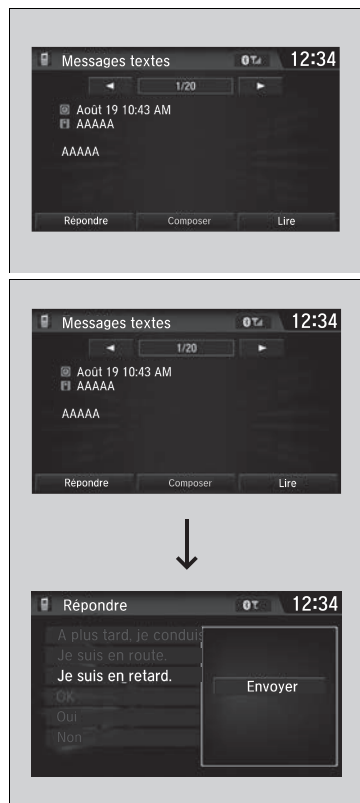 Messages textes 12:34
1/20
Août 19 10:43 AM
AAAAA
AAAAA
Répondre Composer Lire
Messages textes 12:34
1/20
Août 19 10:43 AM
AAAAA
AAAAA
Répondre Composer Lire
Répondre 12:34
A plus tard, je conduis
Je suis en route.
Je suis en retard.
OK
Oui
Non
Envoyer